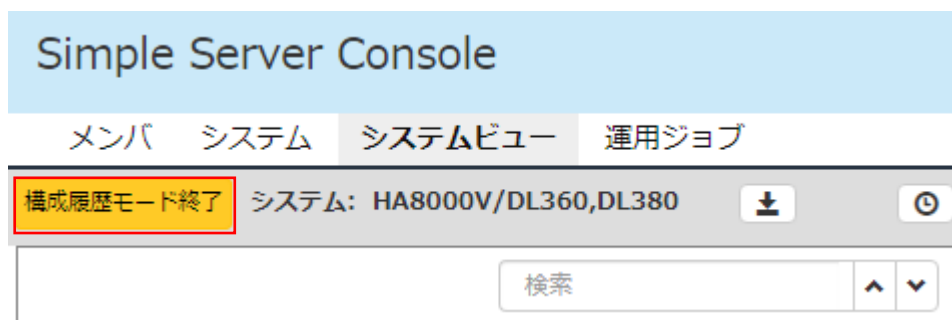 Simple Server Console
メンバ システム システムビュー 運用ジョブ
構成履歴モード終了 システム: HA8000V/DL360,DL380
検索